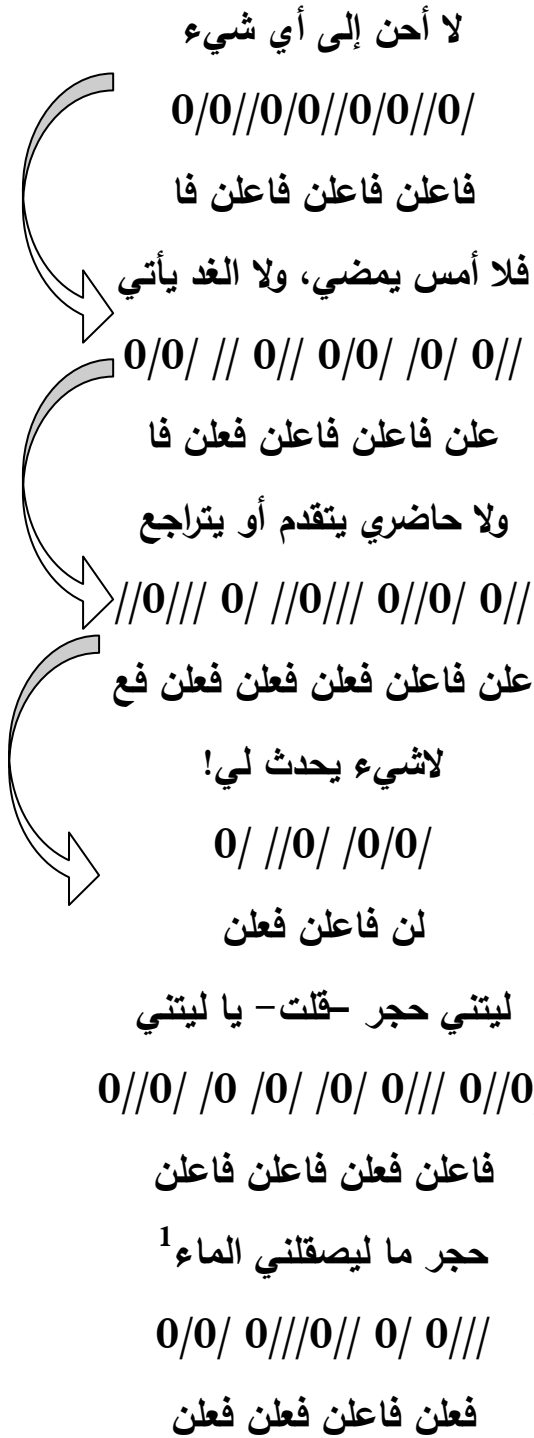 لا أحن إلى أي شيء
0/0//0/0//0/0//0/
فاعلن فاعلن فاعلن فا
فلا أمس يمضي، ولا الغد يأتي
0/0/ // 0// 0/0/ /0/ 0//
علن فاعلن فاعلن فعلن فا
ولا حاضري يتقدم أو يتراجع
//0/// 0/ //0/// 0//0/ 0//
علن فاعلن فعلن فعلن فعلن فع
لاشيء يحدث لي!
0/ //0/ /0/0/
لن فاعلن فعلن
ليتني حجر –قلت- يا ليتني
0//0/ /0 /0/ /0/ /0/ 0/// 0//0
فاعلن فعلن فاعلن فاعلن
حجر ما ليصقلني الماء1
0/0/ 0///0// 0/ 0///
فعلن فاعلن فعلن فعلن